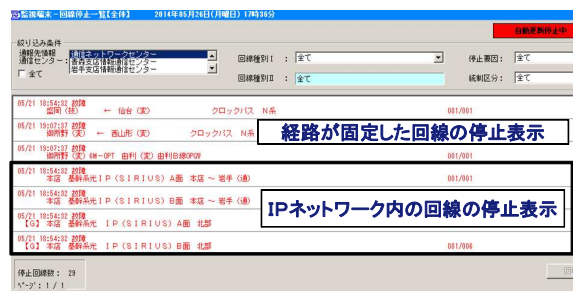 監視端末－回線停止一覧【全体】 2014年05月26日(月曜日) 17時36分
自動更新停止中
絞り込み条件
通報先情報
通信センター：
通信ネットワークセンター
青森支店情報通信センター
岩手支店情報通信センター
全て
回線種別Ⅰ ： 全て
停止要因： 全て
回線種別Ⅱ ： 全て
統制区分： 全て
05/21 18:54:32 故障
盛岡（技） ← 仙台（変） クロックパス N系 001/001
05/21 19:07:37 故障
御所野（変） ← 西山形（変） クロックパス N系
経路が固定した回線の停止表示
05/21 19:07:37 故障
御所野（変）6M－OPT 由利（変）由利B線OPGW 001/001
05/21 18:54:32 故障
本店 基幹系光ＩＰ（ＳＩＲＩＵＳ）Ａ面 本店 ～ 岩手（通） 001/001
05/21 18:54:32 故障
本店 基幹系光ＩＰ（ＳＩＲＩＵＳ）Ｂ面 本店 ～ 岩手（通）
IPネットワーク内の回線の停止表示
05/21 18:54:32 故障
【Ｇ】本店 基幹系光 ＩＰ（ＳＩＲＩＵＳ）Ａ面 北部
05/21 18:54:32 故障
【Ｇ】本店 基幹系光 ＩＰ（ＳＩＲＩＵＳ）Ｂ面 北部 001/006
停止回線数： 29
ﾍﾟｰｼﾞ：1 / 1